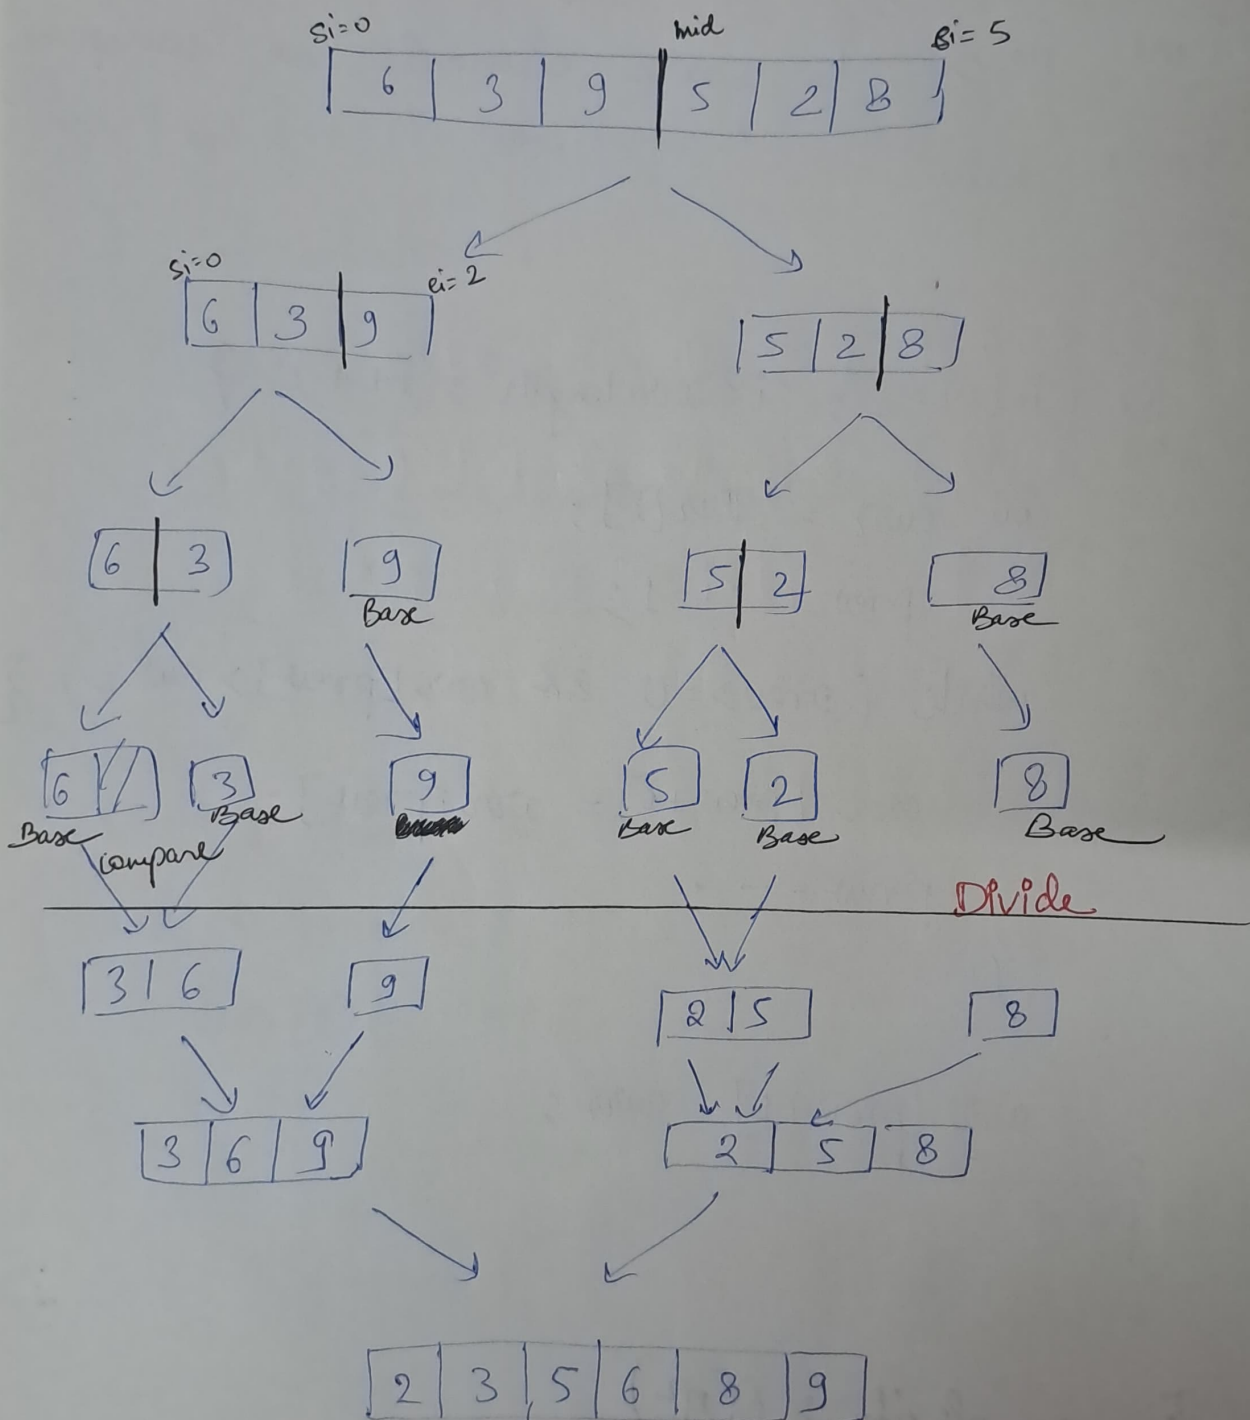 si=0 mid ei= 5
6 3 9 5 2 8
si=0 ei= 2
6 3 9 5 2 8
6 3 9 5 2 8
Base Base
6 3 9 5 2 8
Base Base Base Base Base
compare
Divide
3 6 9 2 5 8
3 6 9 2 5 8
2 3 5 6 8 9